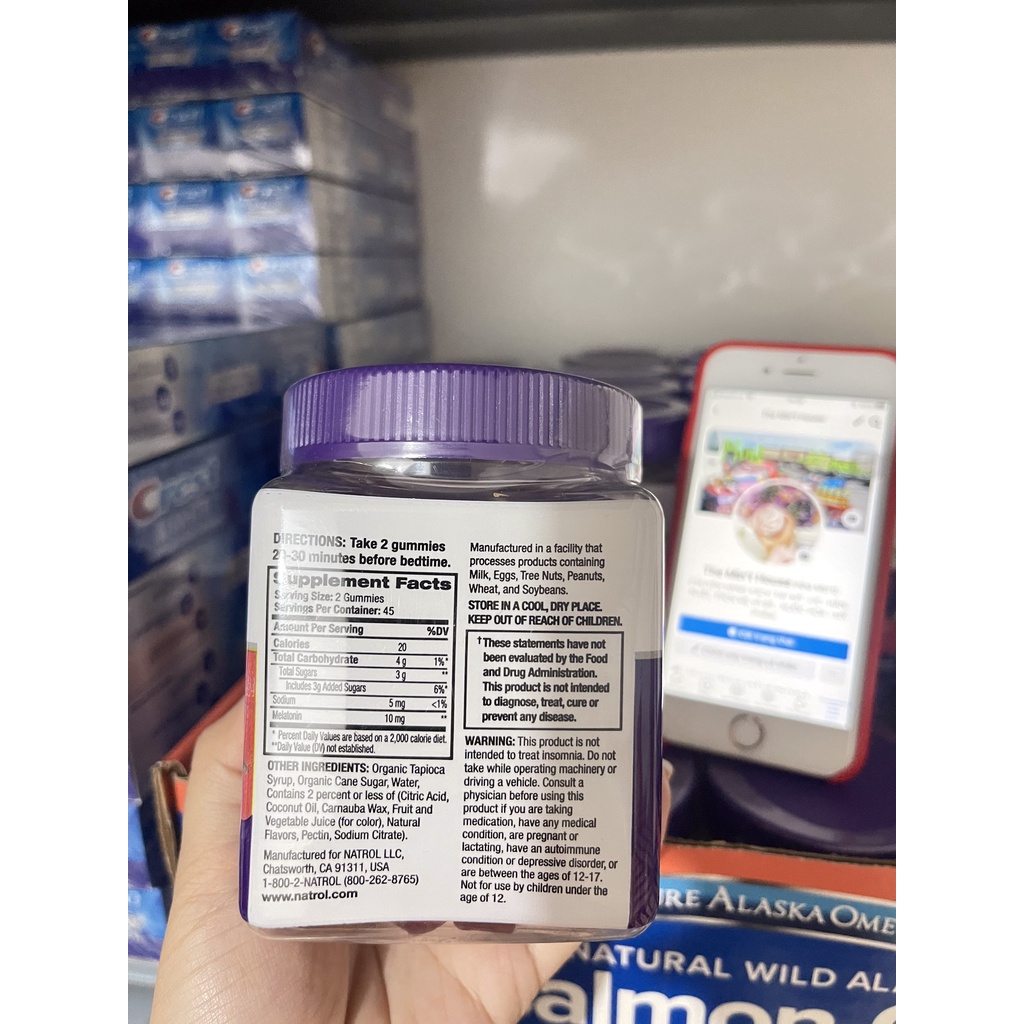 Crest
DIRECTIONS: Take 2 gummies
20-30 minutes before bedtime.
Supplement Facts
Serving Size: 2 Gummies
Servings Per Container: 45
Amount Per Serving %DV
Calories 20
Total Carbohydrate 4 g 1%*
Total Sugars 3 g **
Includes 3g Added Sugars 6%*
Sodium 5 mg <1%
Melatonin 10 mg **
* Percent Daily Values are based on a 2,000 calorie diet.
**Daily Value (DV) not established.
OTHER INGREDIENTS: Organic Tapioca
Syrup, Organic Cane Sugar, Water,
Contains 2 percent or less of (Citric Acid,
Coconut Oil, Carnauba Wax, Fruit and
Vegetable Juice (for color), Natural
Flavors, Pectin, Sodium Citrate).
Manufactured for NATROL LLC,
Chatsworth, CA 91311, USA
1-800-2-NATROL (800-262-8765)
www.natrol.com
Manufactured in a facility that
processes products containing
Milk, Eggs, Tree Nuts, Peanuts,
Wheat, and Soybeans.
STORE IN A COOL, DRY PLACE.
KEEP OUT OF REACH OF CHILDREN.
†These statements have not
been evaluated by the Food
and Drug Administration.
This product is not intended
to diagnose, treat, cure or
prevent any disease.
WARNING: This product is not
intended to treat insomnia. Do not
take while operating machinery or
driving a vehicle. Consult a
physician before using this
product if you are taking
medication, have any medical
condition, are pregnant or
lactating, have an autoimmune
condition or depressive disorder, or
are between the ages of 12-17.
Not for use by children under the
age of 12.
URE ALASKA OME
NATURAL WILD ALA
almon